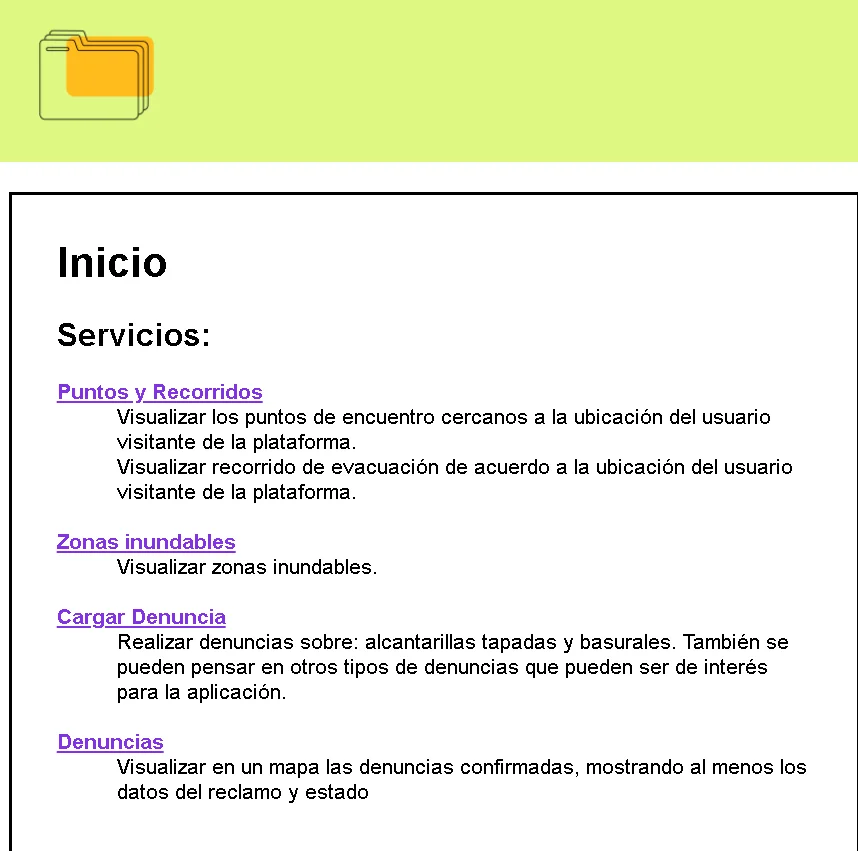 Inicio
Servicios:
Puntos y Recorridos
Visualizar los puntos de encuentro cercanos a la ubicación del usuario
visitante de la plataforma.
Visualizar recorrido de evacuación de acuerdo a la ubicación del usuario
visitante de la plataforma.
Zonas inundables
Visualizar zonas inundables.
Cargar Denuncia
Realizar denuncias sobre: alcantarillas tapadas y basurales. También se
pueden pensar en otros tipos de denuncias que pueden ser de interés
para la aplicación.
Denuncias
Visualizar en un mapa las denuncias confirmadas, mostrando al menos los
datos del reclamo y estado